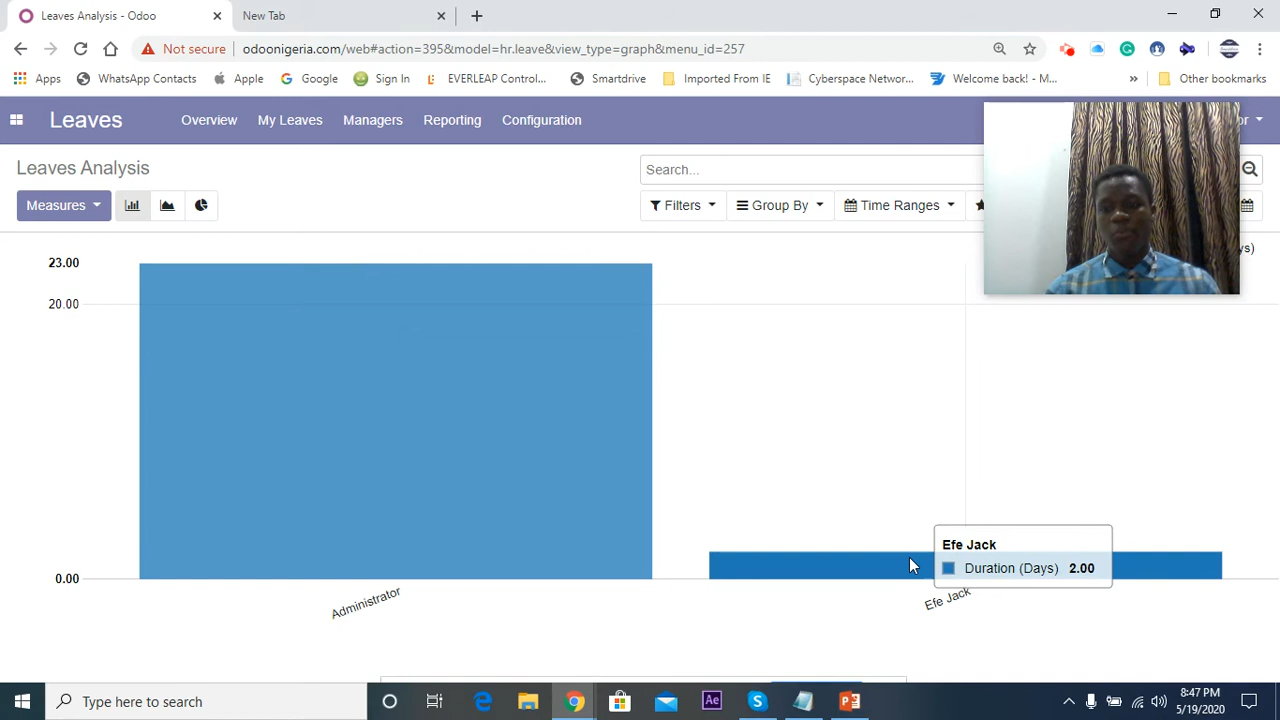 Leaves Analysis - Odoo
New Tab
Not secure
odoonigeria.com/web#action=395&model=hr.leave&view_type=graph&menu_id=257
Apps
WhatsApp Contacts
Apple
Google
Sign In
EVERLEAP Control...
Smartdrive
Imported From IE
Cyberspace Networ...
Welcome back! - M...
»
Other bookmarks
Leaves
Overview
My Leaves
Managers
Reporting
Configuration
or
Leaves Analysis
Search...
Measures
Filters
Group By
Time Ranges
ys)
23.00
20.00
0.00
Efe Jack
Duration (Days) 2.00
Administrator
Efe Jack
Type here to search
Ae
8:47 PM
5/19/2020